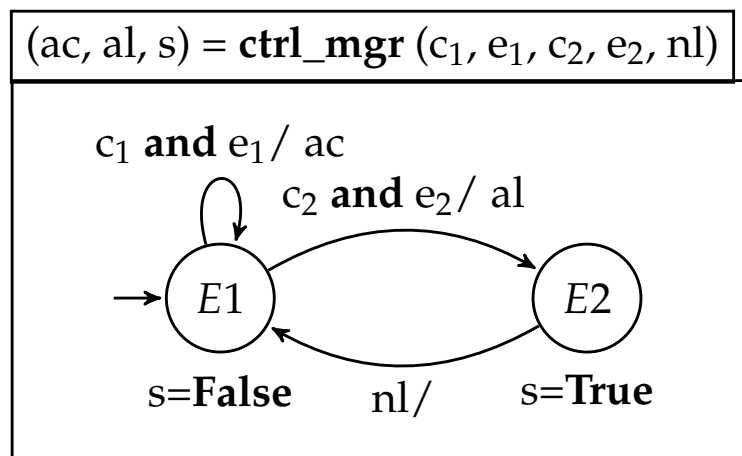 (ac, al, s) = ctrl_mgr (c₁, e₁, c₂, e₂, nl)
c₁ and e₁/ ac
c₂ and e₂/ al
E1
E2
s=False
nl/
s=True